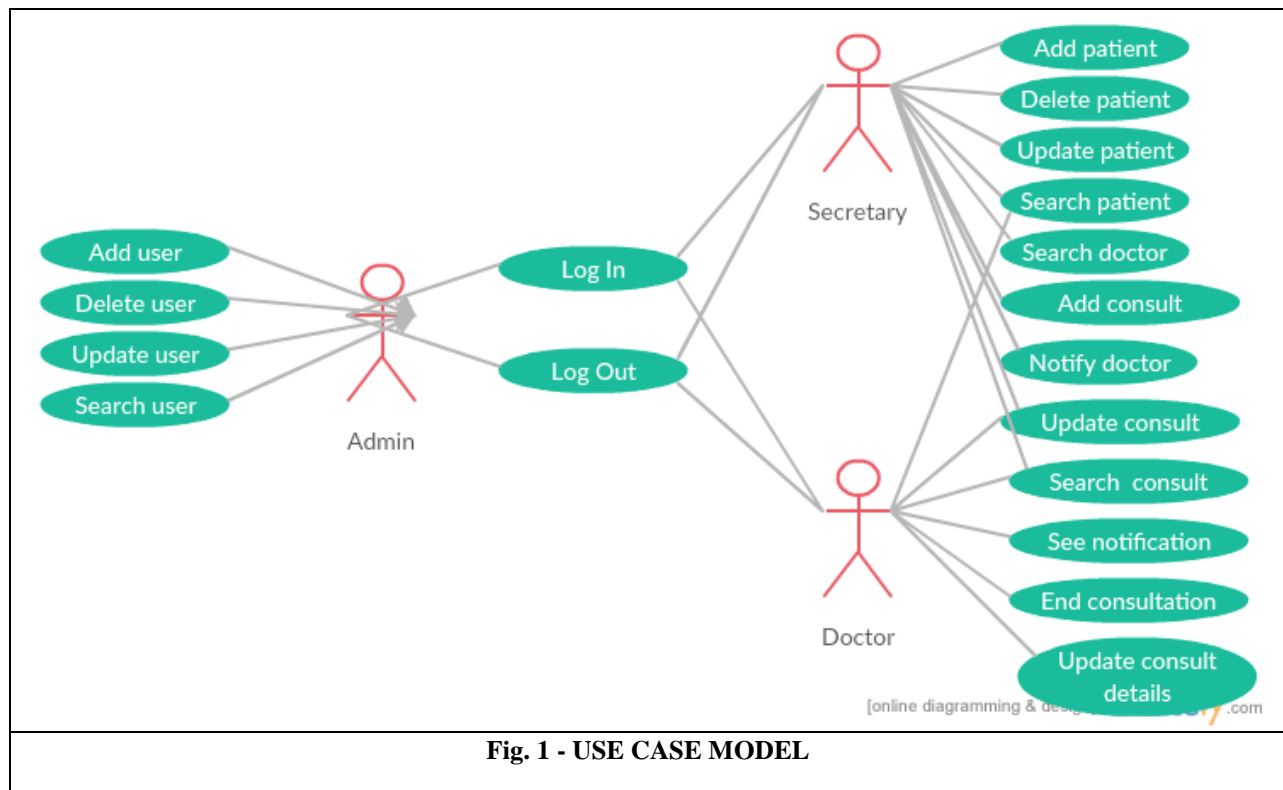 Add patient
Delete patient
Update patient
Search patient
Secretary
Search doctor
Add user
Log In
Delete user
Add consult
Update user
Notify doctor
Log Out
Search user
Update consult
Admin
Search consult
See notification
End consultation
Doctor
Update consult
details
[online diagramming & .com
Fig. 1 - USE CASE MODEL